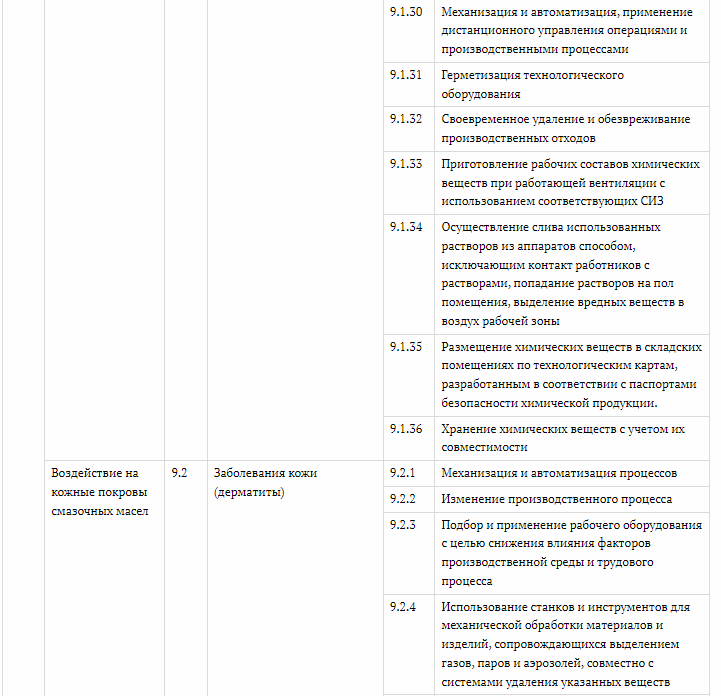 9.1.30 Механизация и автоматизация, применение
дистанционного управления операциями и
производственными процессами
9.1.31 Герметизация технологического
оборудования
9.1.32 Своевременное удаление и обезвреживание
производственных отходов
9.1.33 Приготовление рабочих составов химических
веществ при работающей вентиляции с
использованием соответствующих СИЗ
9.1.34 Осуществление слива использованных
растворов из аппаратов способом,
исключающим контакт работников с
растворами, попадание растворов на пол
помещения, выделение вредных веществ в
воздух рабочей зоны
9.1.35 Размещение химических веществ в складских
помещениях по технологическим картам,
разработанным в соответствии с паспортами
безопасности химической продукции.
9.1.36 Хранение химических веществ с учетом их
совместимости
Воздействие на
кожные покровы
смазочных масел
9.2
Заболевания кожи
(дерматиты)
9.2.1 Механизация и автоматизация процессов
9.2.2 Изменение производственного процесса
9.2.3 Подбор и применение рабочего оборудования
с целью снижения влияния факторов
производственной среды и трудового
процесса
9.2.4 Использование станков и инструментов для
механической обработки материалов и
изделий, сопровождающихся выделением
газов, паров и аэрозолей, совместно с
системами удаления указанных веществ